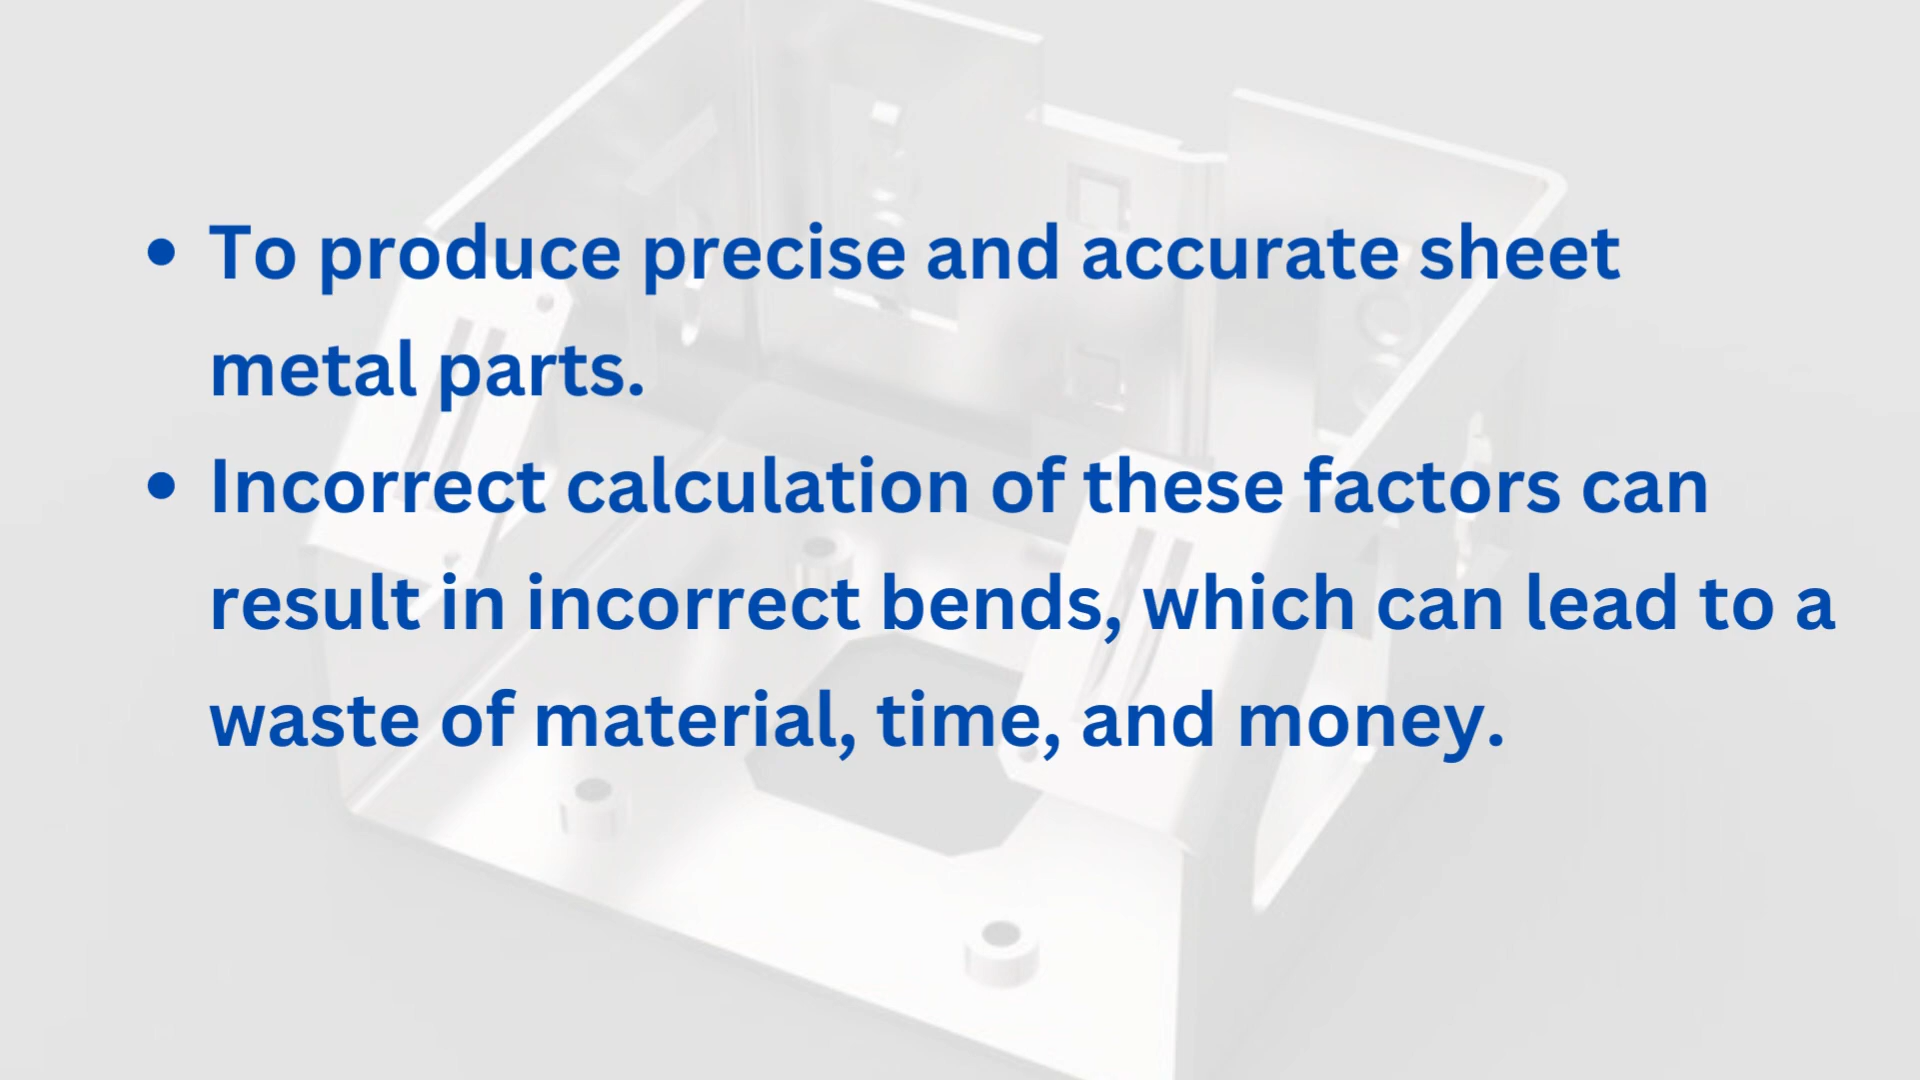 • To produce precise and accurate sheet
metal parts.
• Incorrect calculation of these factors can
result in incorrect bends, which can lead to a
waste of material, time, and money.